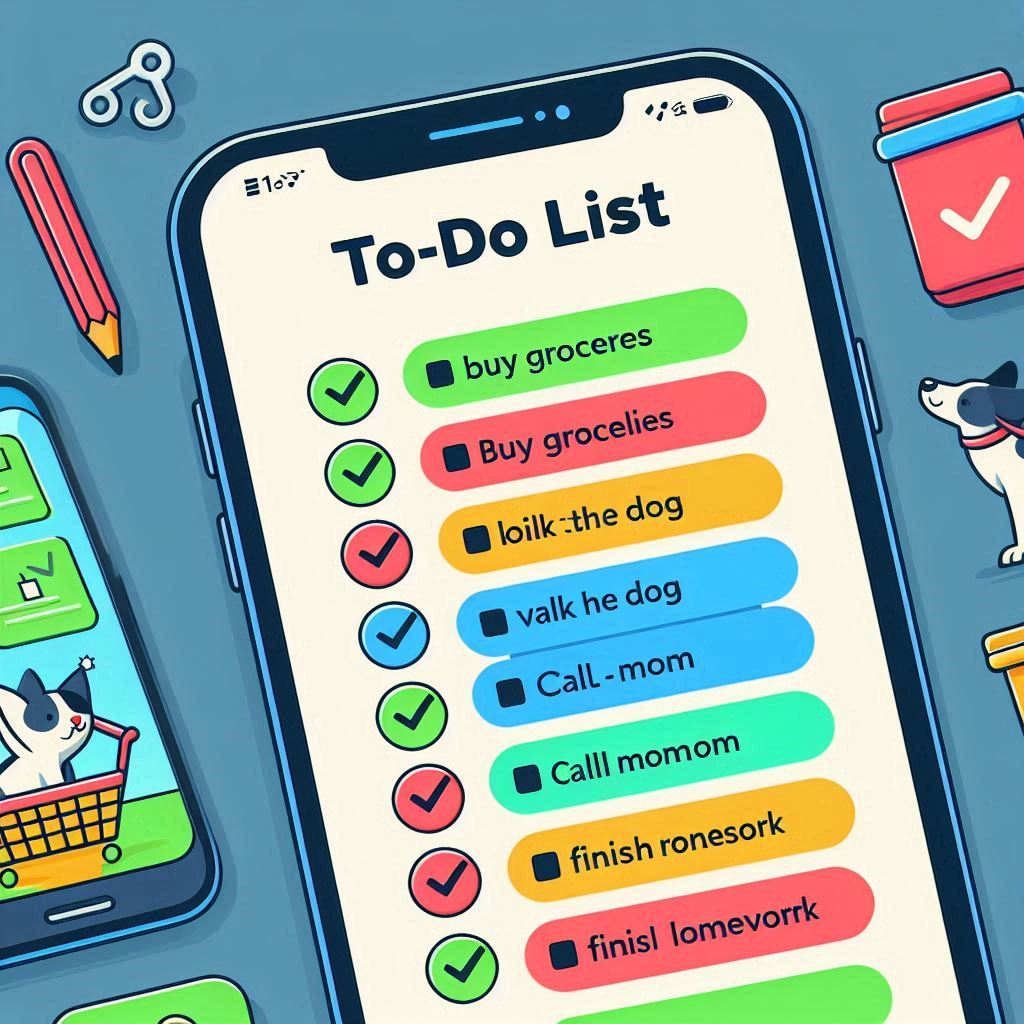 To-Do List
buy groceres
Buy grocelies
loilk-the dog
valk he dog
Call-mom
Calll momom
finish ronesork
finisl lomevorrk